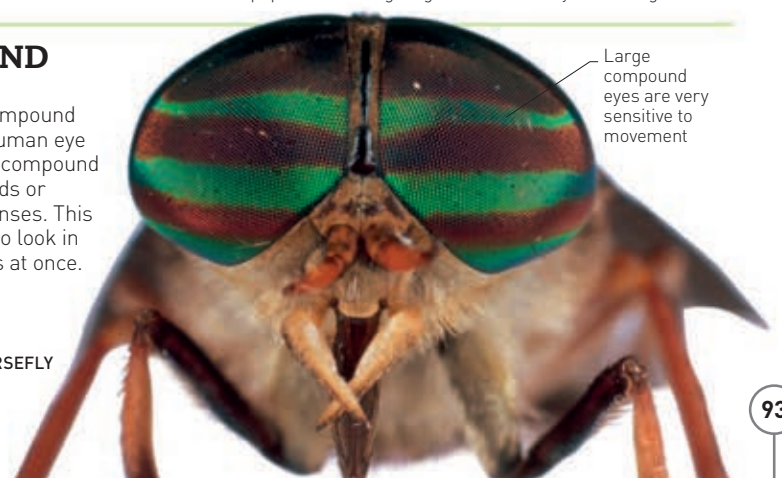 ND
mpound
uman eye
compound
ds or
nses. This
o look in
s at once.
RSEFLY
Large
compound
eyes are very
sensitive to
movement
93